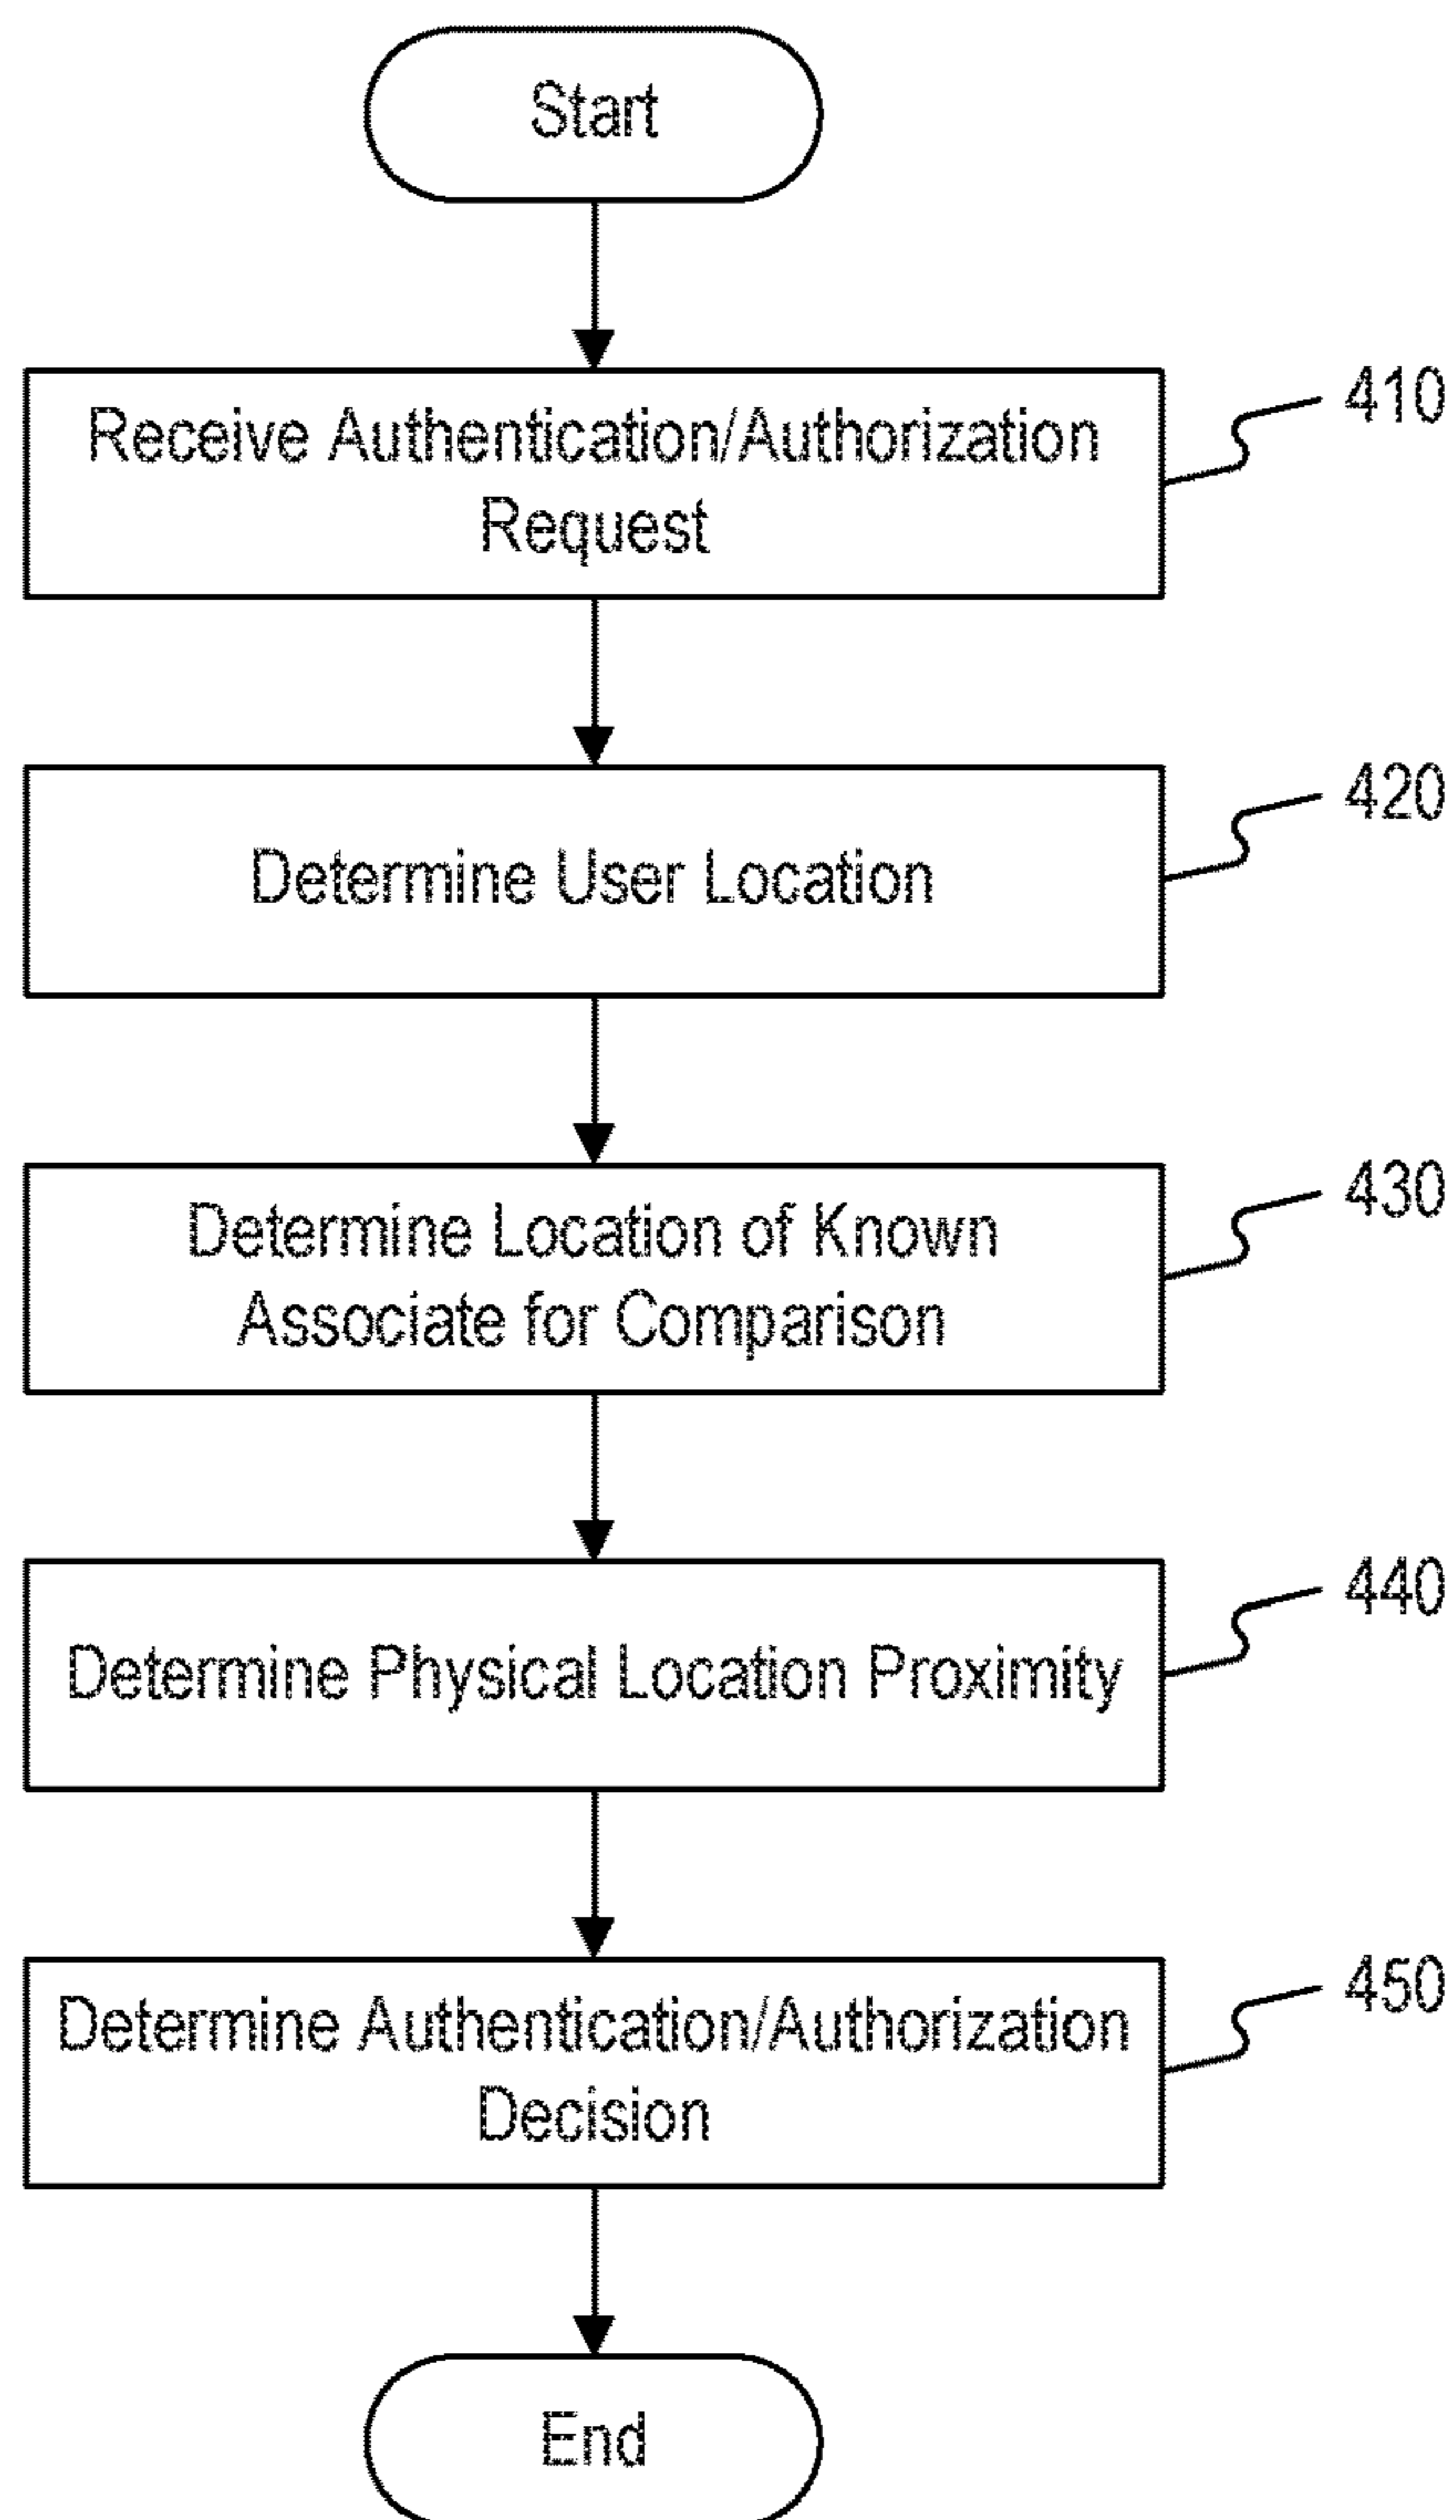 Start
Receive Authentication/Authorization
Request
410
Determine User Location
420
Determine Location of Known
Associate for Comparison
430
Determine Physical Location Proximity
440
Determine Authentication/Authorization
Decision
450
End